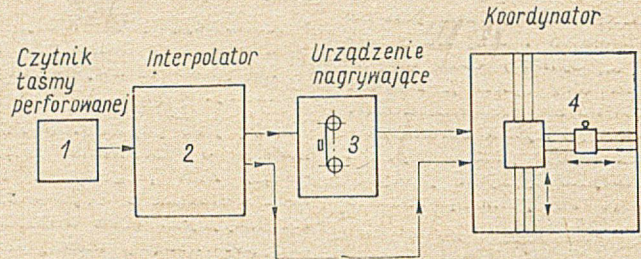 Koordynator
Czytnik
taśmy
perforowanej
Interpolator
Urządzenie
nagrywające
1
2
3
4